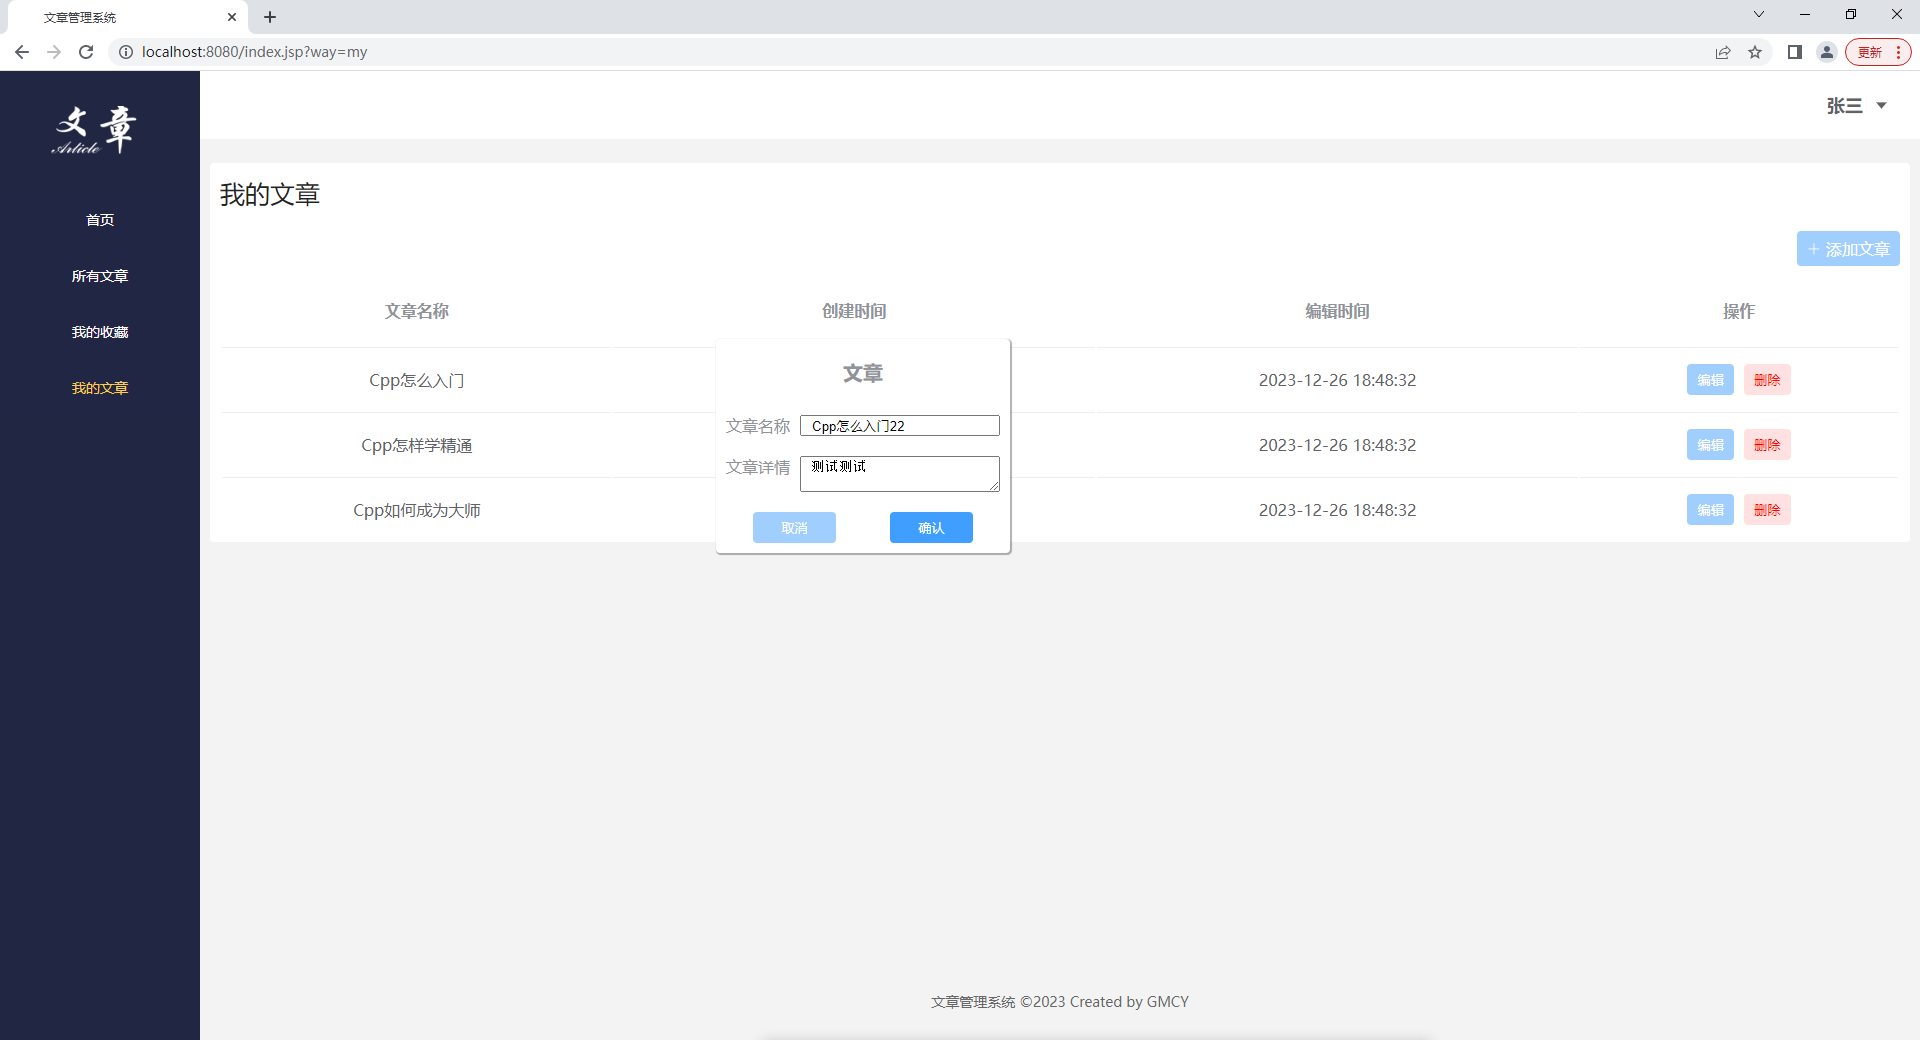 文章管理系统
localhost:8080/index.jsp?way=my
更新
文章
Article
张三
首页
所有文章
我的收藏
我的文章
我的文章
+ 添加文章
文章名称 创建时间 编辑时间 操作
Cpp怎么入门 2023-12-26 18:48:32 编辑 删除
Cpp怎样学精通 2023-12-26 18:48:32 编辑 删除
Cpp如何成为大师 2023-12-26 18:48:32 编辑 删除
文章
文章名称 Cpp怎么入门22
文章详情 测试测试
取消 确认
文章管理系统 ©2023 Created by GMCY